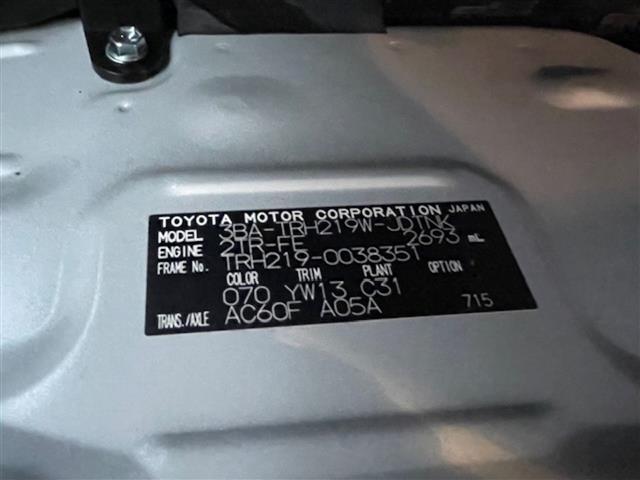 TOYOTA MOTOR CORPORATION JAPAN
MODEL 3BA-TRH219W-JDTNK
ENGINE 2TR-FE 2693 mL
FRAME No. TRH219-0038351
COLOR TRIM PLANT OPTION
070 YW13 C31
TRANS./AXLE AC60F A05A 715